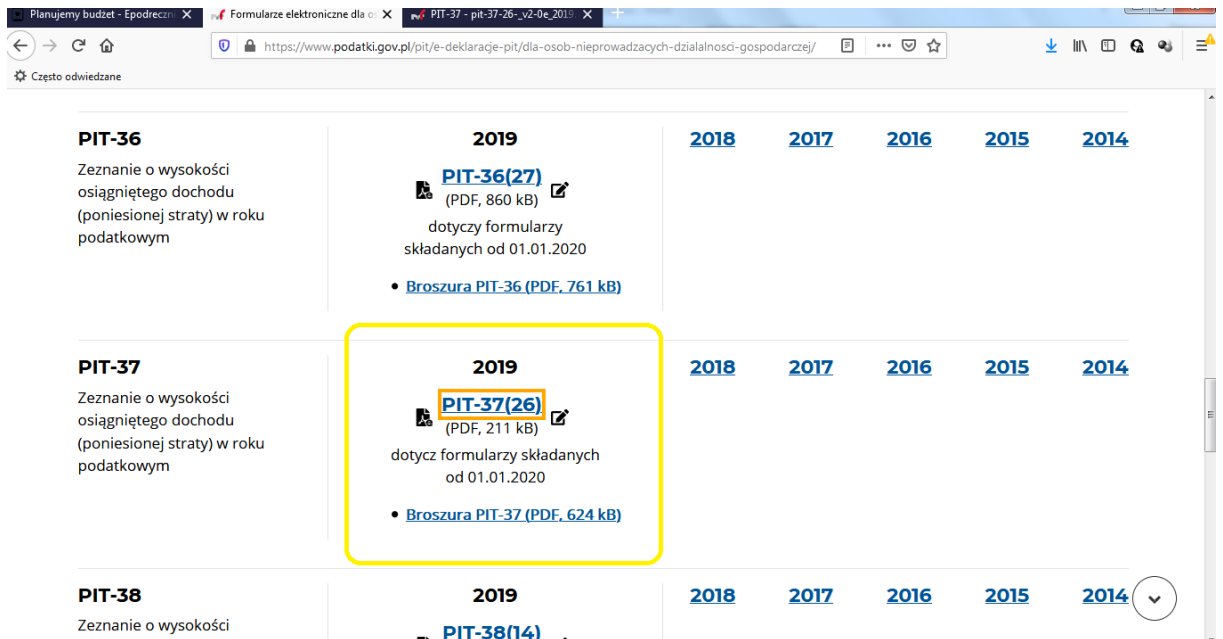 Planujemy budżet - Epodreczn
Formularze elektroniczne dla os
PIT-37 - pit-37-26-_v2-0e_2019
https://www.podatki.gov.pl/pit/e-deklaracje-pit/dla-osob-nieprowadzacych-dzialalnosci-gospodarczej/
Często odwiedzane
PIT-36
Zeznanie o wysokości
osiągniętego dochodu
(poniesionej straty) w roku
podatkowym
2019
PIT-36(27)
(PDF, 860 kB)
dotyczy formularzy
składanych od 01.01.2020
• Broszura PIT-36 (PDF, 761 kB)
2018 2017 2016 2015 2014
PIT-37
Zeznanie o wysokości
osiągniętego dochodu
(poniesionej straty) w roku
podatkowym
2019
PIT-37(26)
(PDF, 211 kB)
dotycz formularzy składanych
od 01.01.2020
• Broszura PIT-37 (PDF, 624 kB)
2018 2017 2016 2015 2014
PIT-38
Zeznanie o wysokości
2019
PIT-38(14)
2018 2017 2016 2015 2014